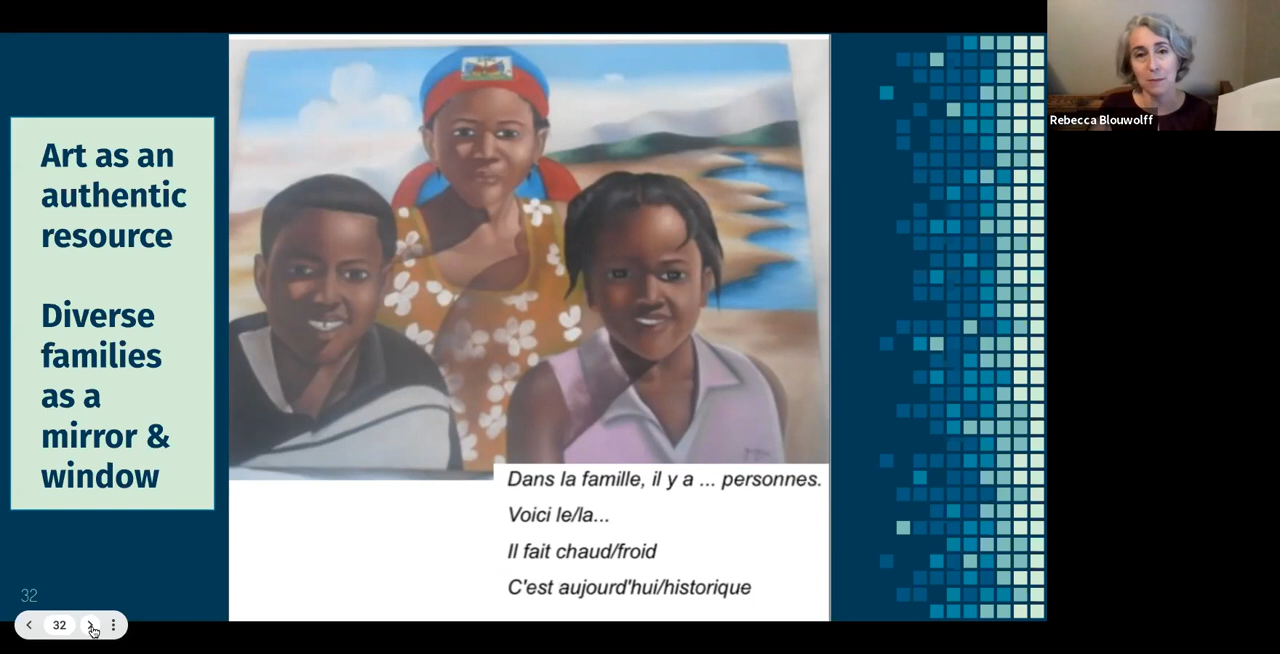 Art as an
authentic
resource
Diverse
families
as a
mirror &
window
Dans la famille, il y a ... personnes.
Voici le/la...
Il fait chaud/froid
C'est aujourd'hui/historique
32
32
Rebecca Blouwolff